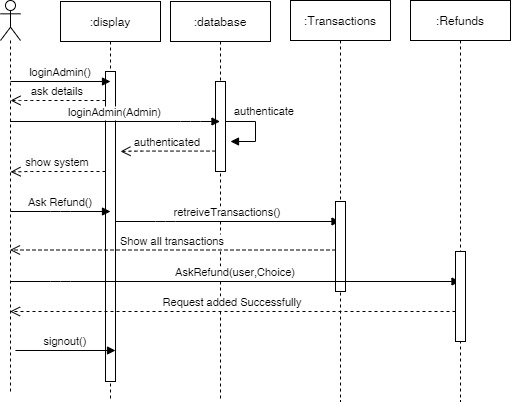 :display
:database
:Transactions
:Refunds
loginAdmin()
ask details
loginAdmin(Admin)
authenticate
authenticated
show system
Ask Refund()
retreiveTransactions()
Show all transactions
AskRefund(user,Choice)
Request added Successfully
signout()